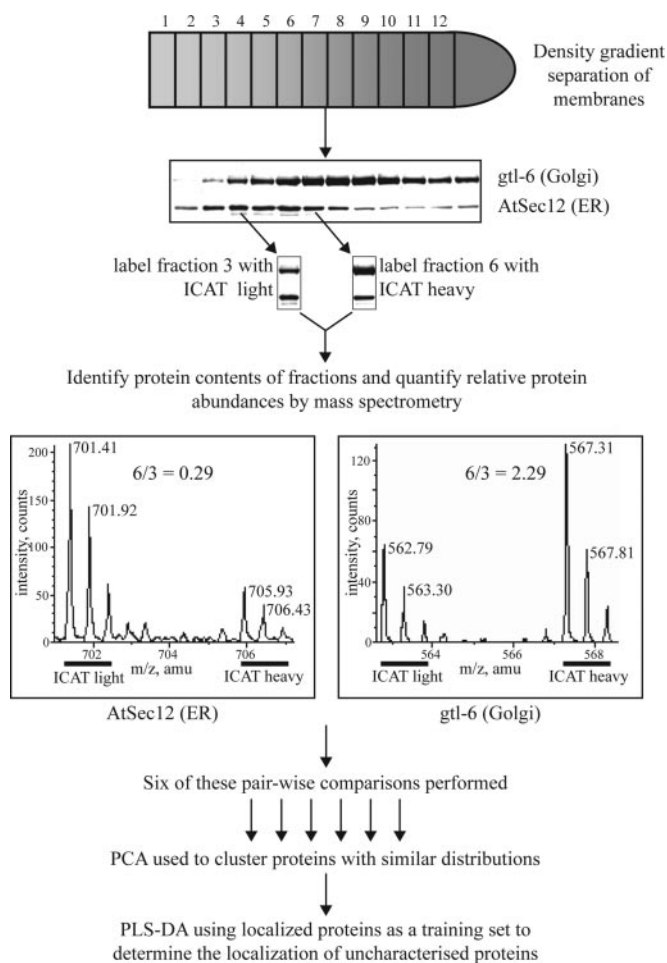 1 2 3 4 5 6 7 8 9 10 11 12
Density gradient
separation of
membranes
gtl-6 (Golgi)
AtSec12 (ER)
label fraction 3 with
ICAT light
label fraction 6 with
ICAT heavy
Identify protein contents of fractions and quantify relative protein
abundances by mass spectrometry
intensity, counts
200
150
100
50
0
701.41
6/3 = 0.29
701.92
705.93
706.43
702
704
706
m/z, amu
ICAT light
ICAT heavy
AtSec12 (ER)
intensity, counts
120
80
40
0
567.31
6/3 = 2.29
562.79
563.30
567.81
564
566
568
m/z, amu
ICAT light
ICAT heavy
gtl-6 (Golgi)
Six of these pair-wise comparisons performed
PCA used to cluster proteins with similar distributions
PLS-DA using localized proteins as a training set to
determine the localization of uncharacterised proteins